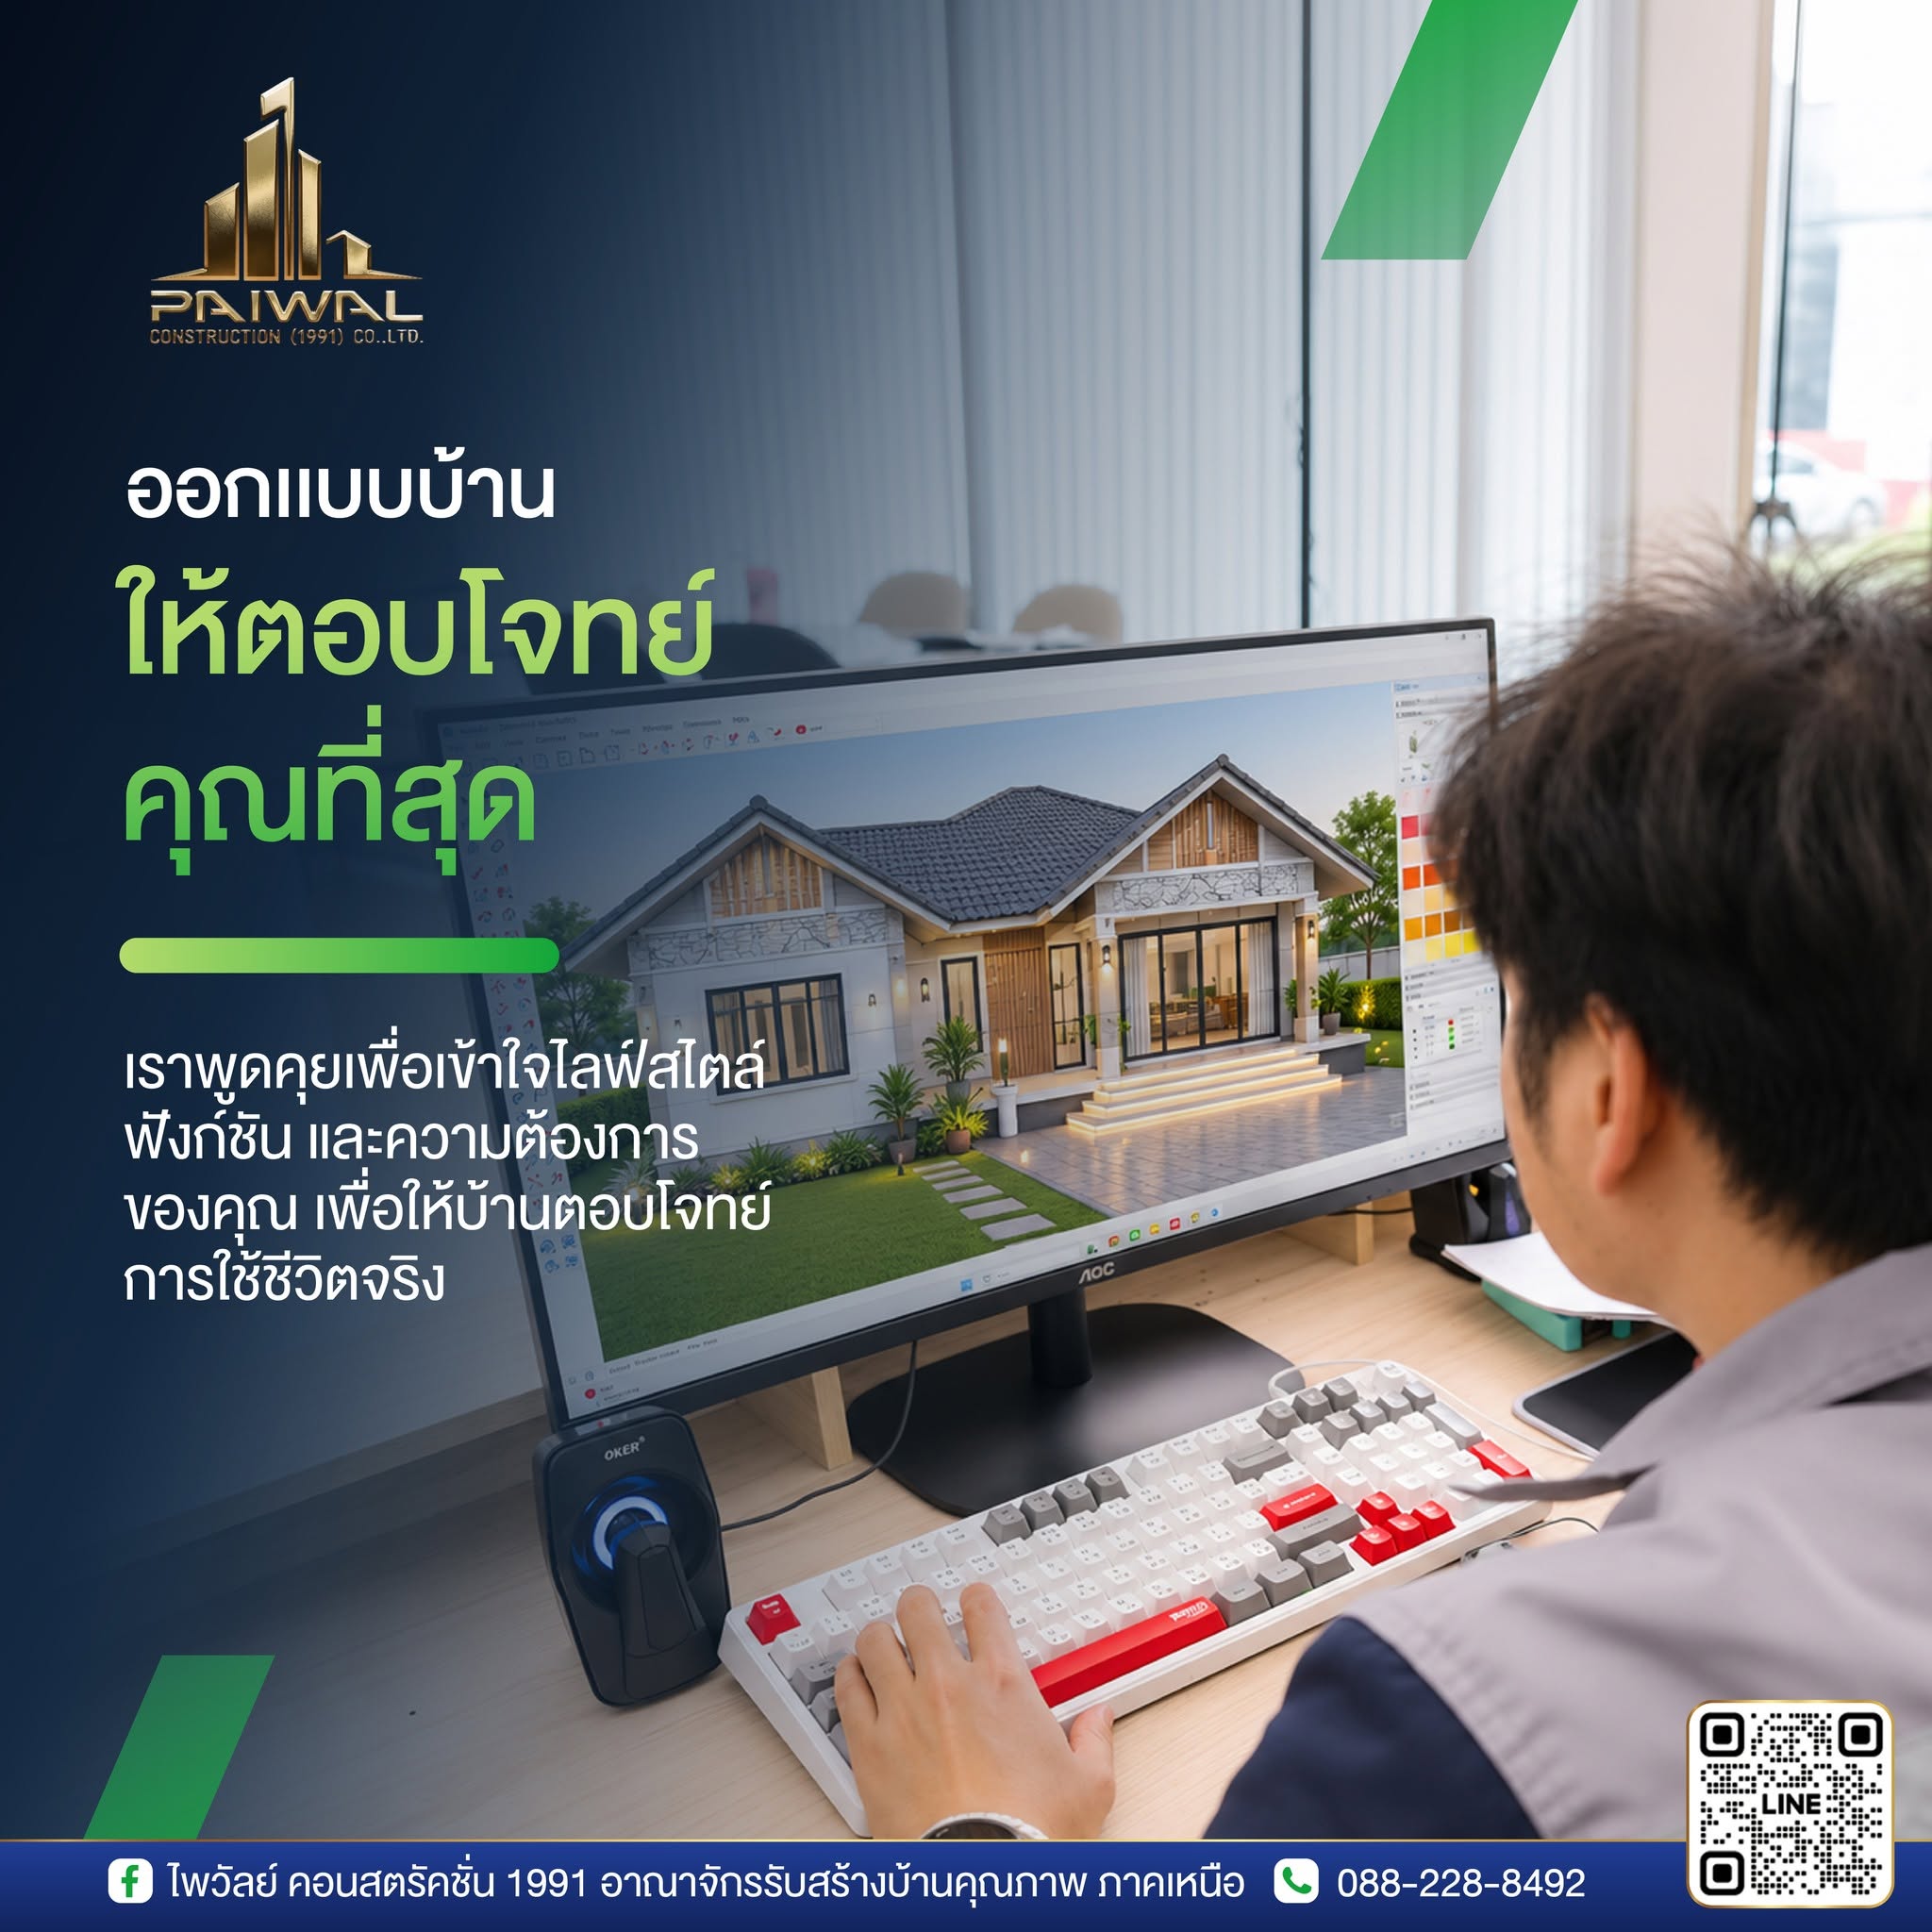 PAIWAL
CONSTRUCTION (1991) CO..LTD.
ออกแบบบ้าน
ให้ตอบโจทย์
คุณที่สุด
เราพูดคุยเพื่อเข้าใจไลฟ์สไตล์
ฟังก์ชัน และความต้องการ
ของคุณ เพื่อให้บ้านตอบโจทย์
การใช้ชีวิตจริง
AOC
OKER
LINE
ไพวัลย์ คอนสตรัคชั่น 1991 อาณาจักรรับสร้างบ้านคุณภาพ ภาคเหนือ
088-228-8492